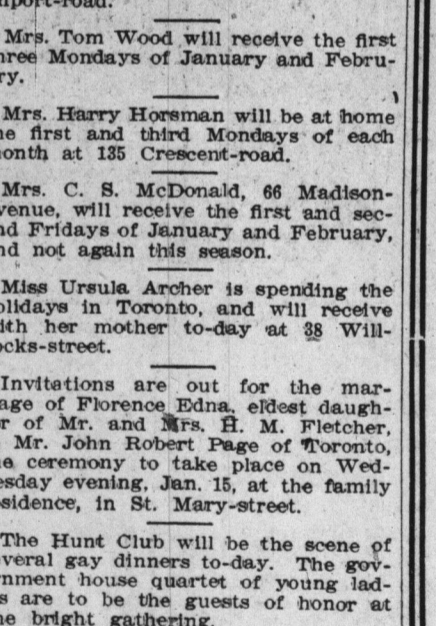 nport-road.
Mrs. Tom Wood will receive the first
hree Mondays of January and Febru-
ry.
Mrs. Harry Horsman will be at home
he first and third Mondays of each
onth at 135 Crescent-road.
Mrs. C. S. McDonald, 66 Madison-
venue, will receive the first and sec-
nd Fridays of January and February,
nd not again this season.
Miss Ursula Archer is spending the
olidays in Toronto, and will receive
ith her mother to-day at 38 Will-
ocks-street.
Invitations are out for the mar-
age of Florence Edna, eldest daugh-
r of Mr. and Mrs. H. M. Fletcher,
Mr. John Robert Page of Toronto,
e ceremony to take place on Wed-
esday evening, Jan. 15, at the family
sidence, in St. Mary-street.
The Hunt Club will be the scene of
veral gay dinners to-day. The gov-
rnment house quartet of young lad-
s are to be the guests of honor at
he bright gathering.